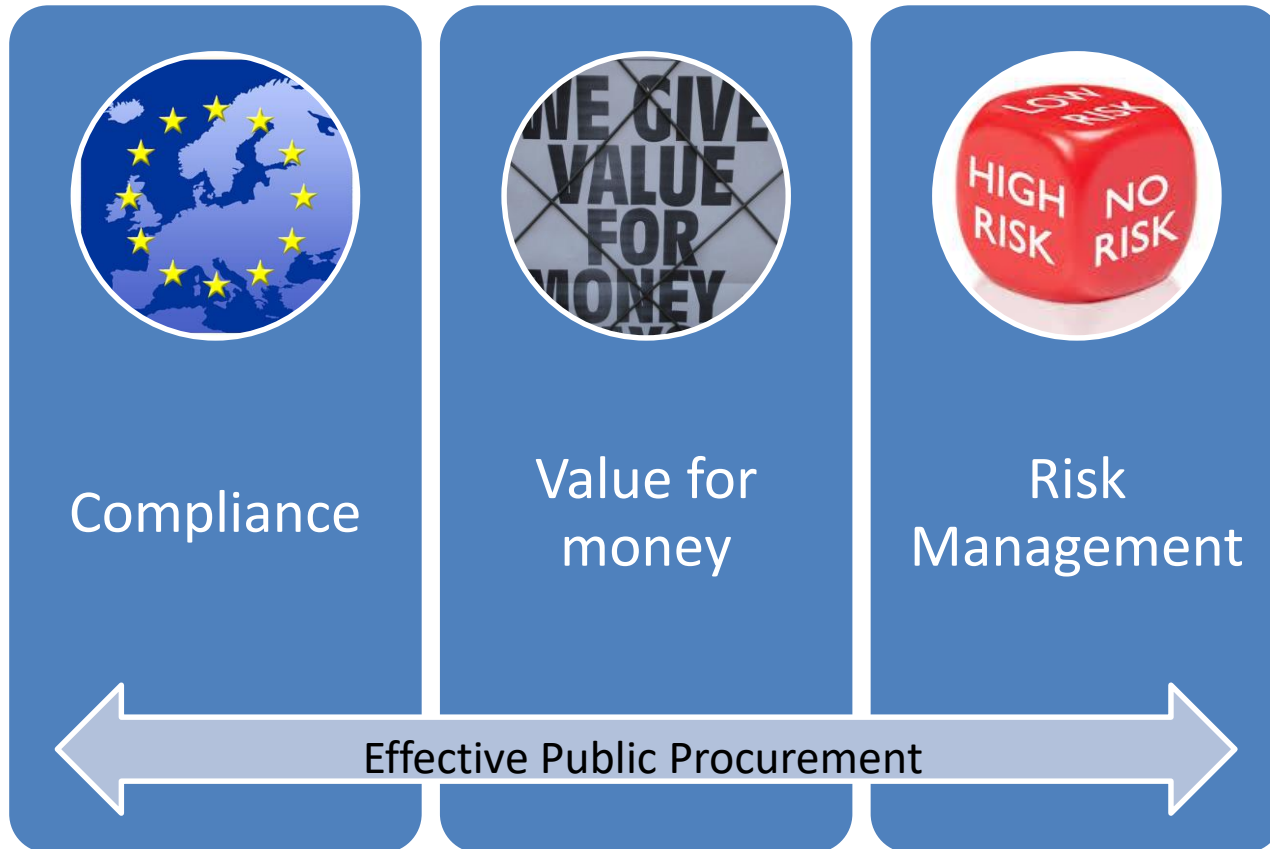 WE GIVE
VALUE
FOR
MONEY
LOW
RISK
HIGH
RISK
NO
RISK
Compliance
Value for
money
Risk
Management
Effective Public Procurement